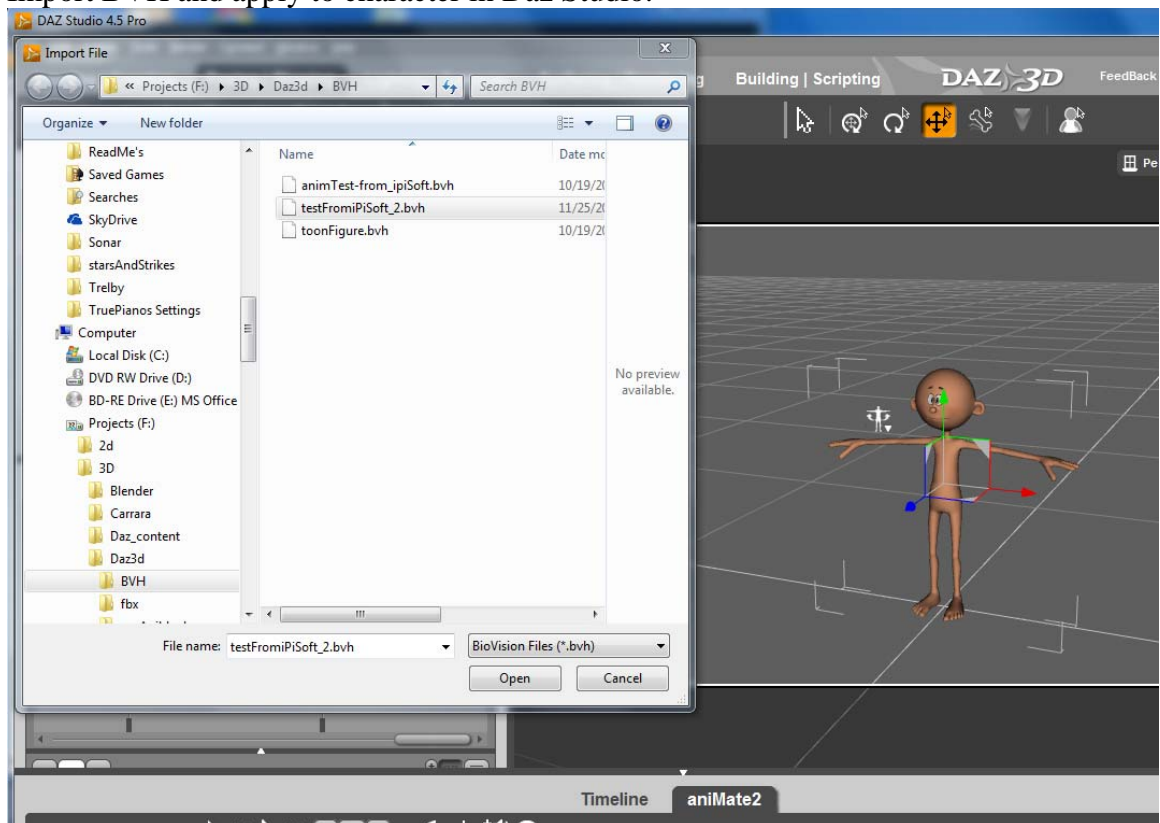 Import BVH and apply to character in Daz Studio.
DAZ Studio 4.5 Pro
Import File
« Projects (F:) ▸ 3D ▸ Daz3d ▸ BVH
Search BVH
Building | Scripting
DAZ 3D
FeedBack
Organize
New folder
ReadMe's
Saved Games
Searches
SkyDrive
Sonar
starsAndStrikes
Trelby
TruePianos Settings
Computer
Local Disk (C:)
DVD RW Drive (D:)
BD-RE Drive (E:) MS Office
Projects (F:)
2d
3D
Blender
Carrara
Daz_content
Daz3d
BVH
fbx
Name
Date mo
animTest-from_ipiSoft.bvh
10/19/20
testFromiPiSoft_2.bvh
11/25/20
toonFigure.bvh
10/19/20
No preview
available.
Pe
File name:
testFromiPiSoft_2.bvh
BioVision Files (*.bvh)
Open
Cancel
Timeline
aniMate2